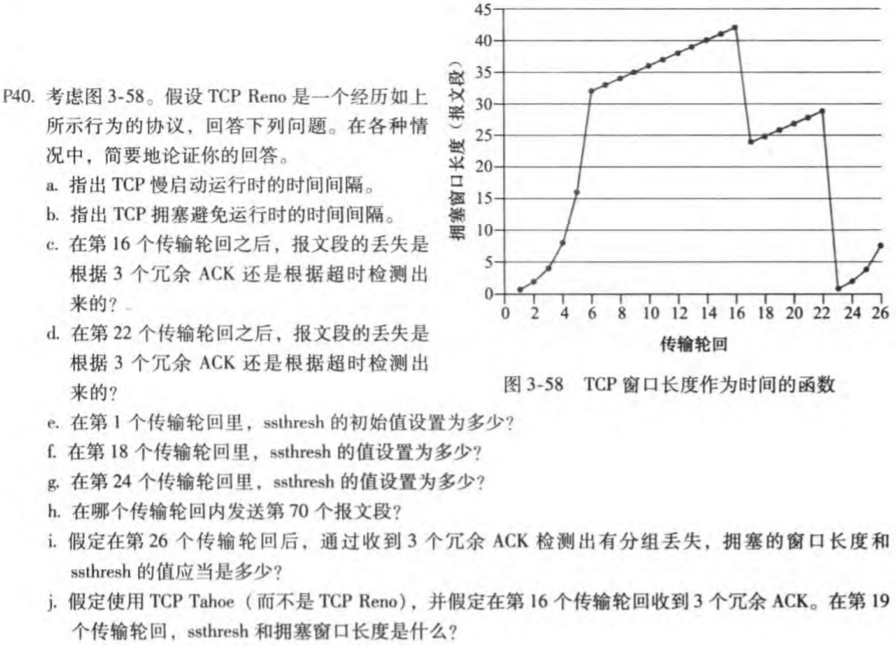 P40. 考虑图 3-58。假设 TCP Reno 是一个经历如上
所示行为的协议，回答下列问题。在各种情
况中，简要地论证你的回答。
a. 指出 TCP 慢启动运行时的时间间隔。
b. 指出 TCP 拥塞避免运行时的时间间隔。
c. 在第 16 个传输轮回之后，报文段的丢失是
根据 3 个冗余 ACK 还是根据超时检测出
来的？
d. 在第 22 个传输轮回之后，报文段的丢失是
根据 3 个冗余 ACK 还是根据超时检测出
来的？
45
40
35
30
25
20
15
10
5
0
拥塞窗口长度（报文段）
0 2 4 6 8 10 12 14 16 18 20 22 24 26
传输轮回
图 3-58 TCP 窗口长度作为时间的函数
e. 在第 1 个传输轮回里，ssthresh 的初始值设置为多少？
f. 在第 18 个传输轮回里，ssthresh 的值设置为多少？
g. 在第 24 个传输轮回里，ssthresh 的值设置为多少？
h. 在哪个传输轮回内发送第 70 个报文段？
i. 假定在第 26 个传输轮回后，通过收到 3 个冗余 ACK 检测出有分组丢失，拥塞的窗口长度和
ssthresh 的值应当是多少？
j. 假定使用 TCP Tahoe（而不是 TCP Reno），并假定在第 16 个传输轮回收到 3 个冗余 ACK。在第 19
个传输轮回，ssthresh 和拥塞窗口长度是什么？